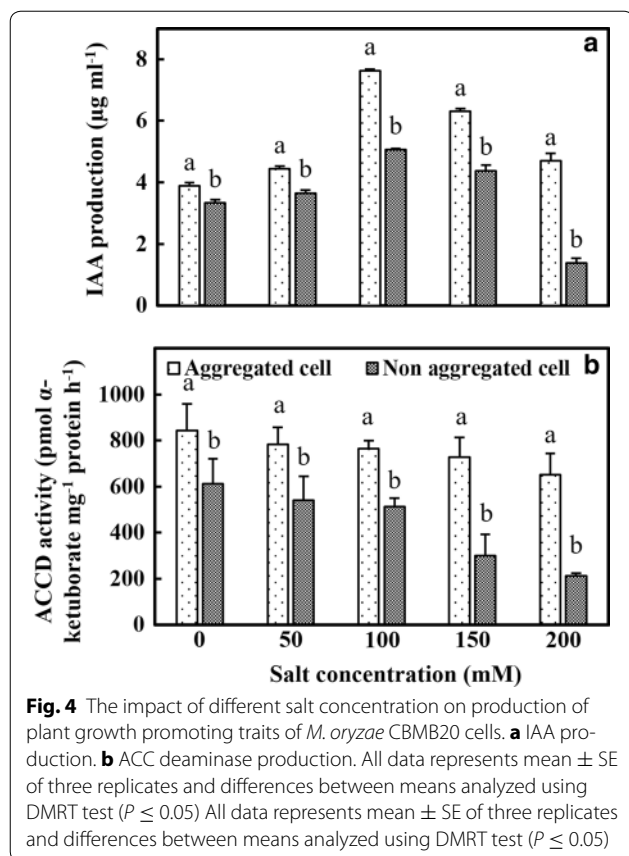 a
8
6
4
2
0
IAA production (µg ml⁻¹)
a b a b a b a b a b
b
Aggregated cell Non aggregated cell
1000
800
600
400
200
0
ACCD activity (pmol α-
ketuborate mg⁻¹ protein h⁻¹)
a b a b a b a b a b
0 50 100 150 200
Salt concentration (mM)
Fig. 4 The impact of different salt concentration on production of
plant growth promoting traits of M. oryzae CBMB20 cells. a IAA pro-
duction. b ACC deaminase production. All data represents mean ± SE
of three replicates and differences between means analyzed using
DMRT test (P ≤ 0.05) All data represents mean ± SE of three replicates
and differences between means analyzed using DMRT test (P ≤ 0.05)